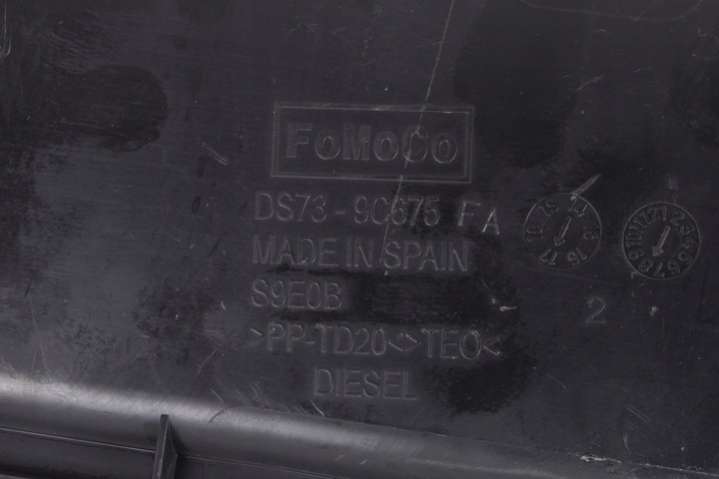 FoMoCo
DS73-9C675 FA
MADE IN SPAIN
S9E0B
2
>PP-TD20<>TEO<
DIESEL